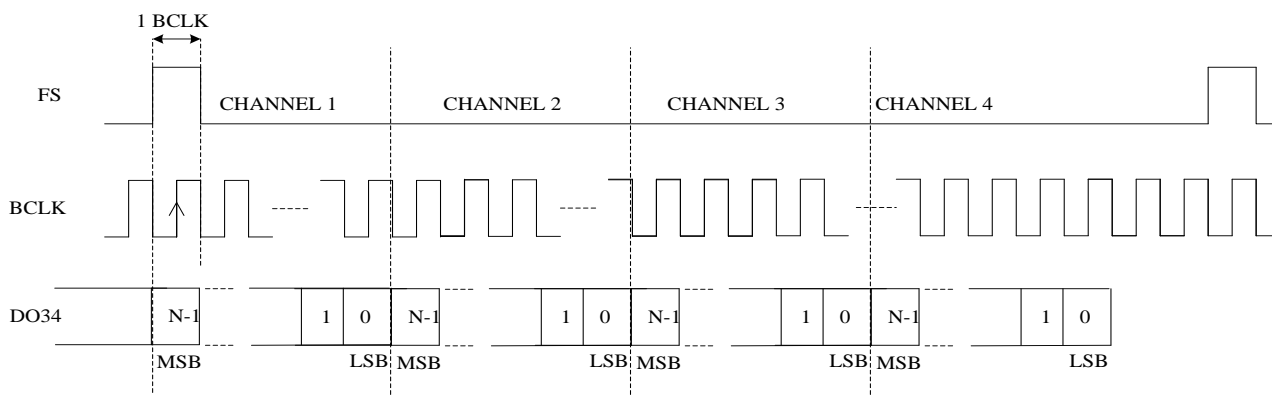 1 BCLK
FS
CHANNEL 1
CHANNEL 2
CHANNEL 3
CHANNEL 4
BCLK
DO34
N-1
1
0
N-1
1
0
N-1
1
0
N-1
1
0
MSB
LSB
MSB
LSB
MSB
LSB
MSB
LSB